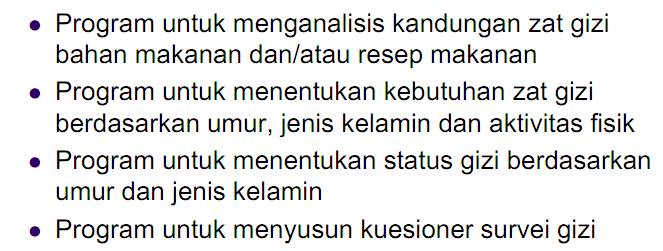 • Program untuk menganalisis kandungan zat gizi
bahan makanan dan/atau resep makanan
• Program untuk menentukan kebutuhan zat gizi
berdasarkan umur, jenis kelamin dan aktivitas fisik
• Program untuk menentukan status gizi berdasarkan
umur dan jenis kelamin
• Program untuk menyusun kuesioner survei gizi